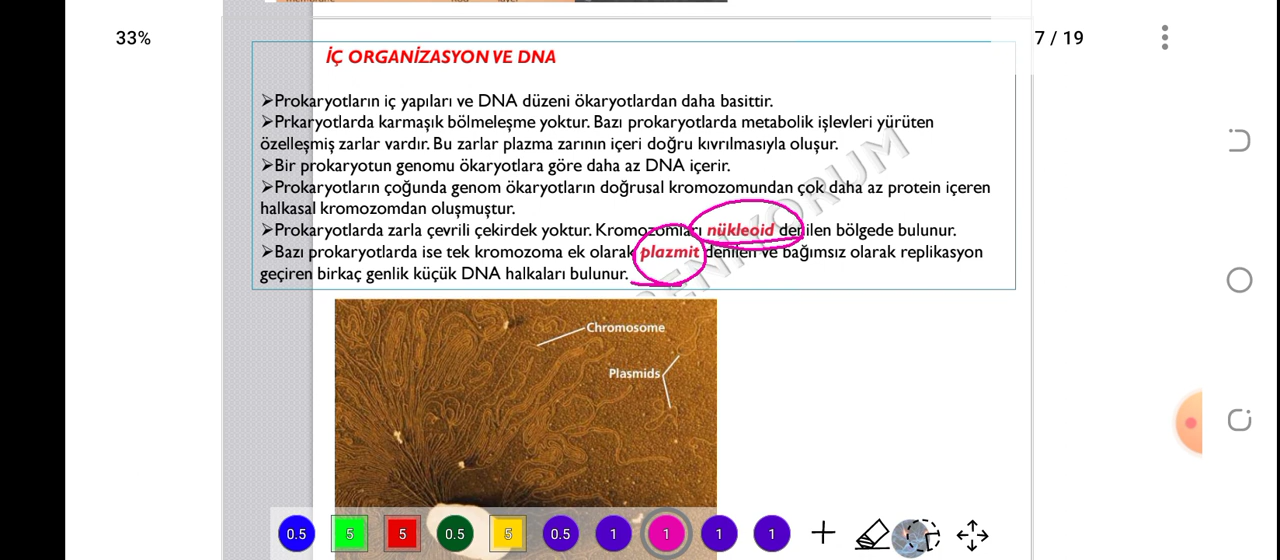 33%
7 / 19
İÇ ORGANİZASYON VE DNA
➤Prokaryotların iç yapıları ve DNA düzeni ökaryotlardan daha basittir.
➤Prkaryotlarda karmaşık bölmeleşme yoktur. Bazı prokaryotlarda metabolik işlevleri yürüten
özelleşmiş zarlar vardır. Bu zarlar plazma zarının içeri doğru kıvrılmasıyla oluşur.
➤Bir prokaryotun genomu ökaryotlara göre daha az DNA içerir.
➤Prokaryotların çoğunda genom ökaryotların doğrusal kromozomundan çok daha az protein içeren
halkasal kromozomdan oluşmuştur.
➤Prokaryotlarda zarla çevrili çekirdek yoktur. Kromozomları nükleoid denilen bölgede bulunur.
➤Bazı prokaryotlarda ise tek kromozoma ek olarak plazmit denilen ve bağımsız olarak replikasyon
geçiren birkaç genlik küçük DNA halkaları bulunur.
Chromosome
Plasmids
0.5 5 5 0.5 5 0.5 1 1 1 1